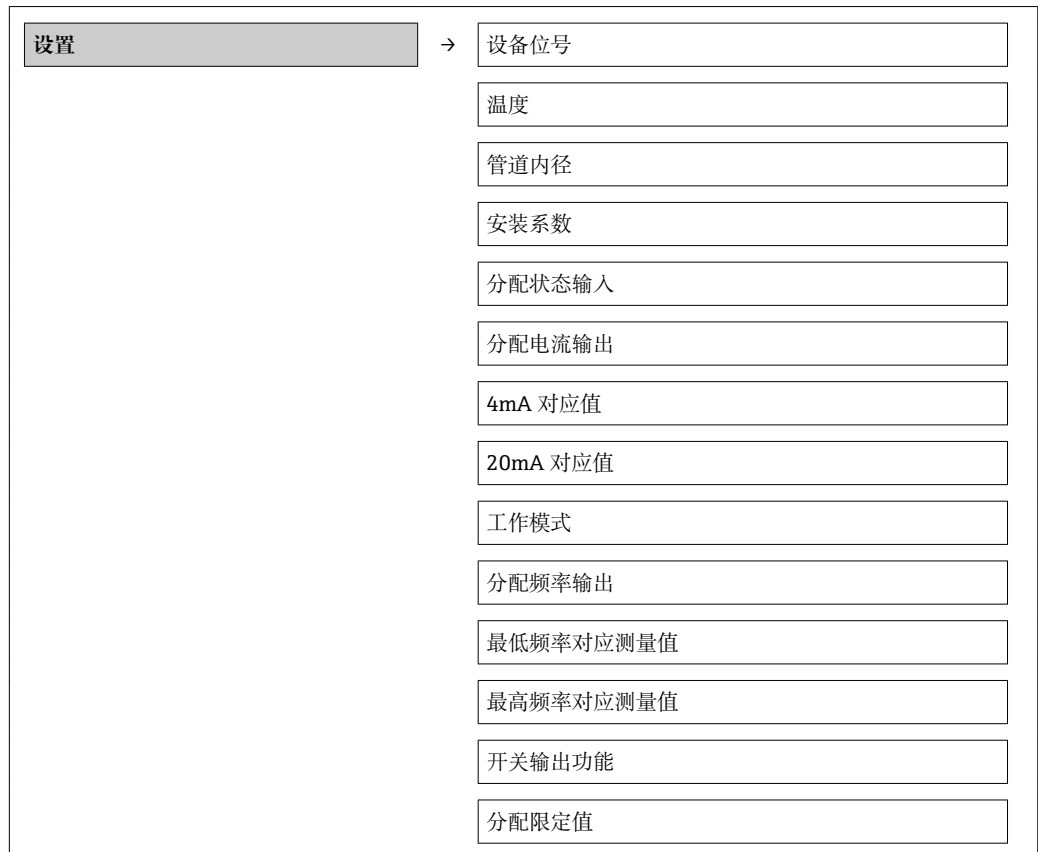 设置 → 设备位号
温度
管道内径
安装系数
分配状态输入
分配电流输出
4mA 对应值
20mA 对应值
工作模式
分配频率输出
最低频率对应测量值
最高频率对应测量值
开关输出功能
分配限定值